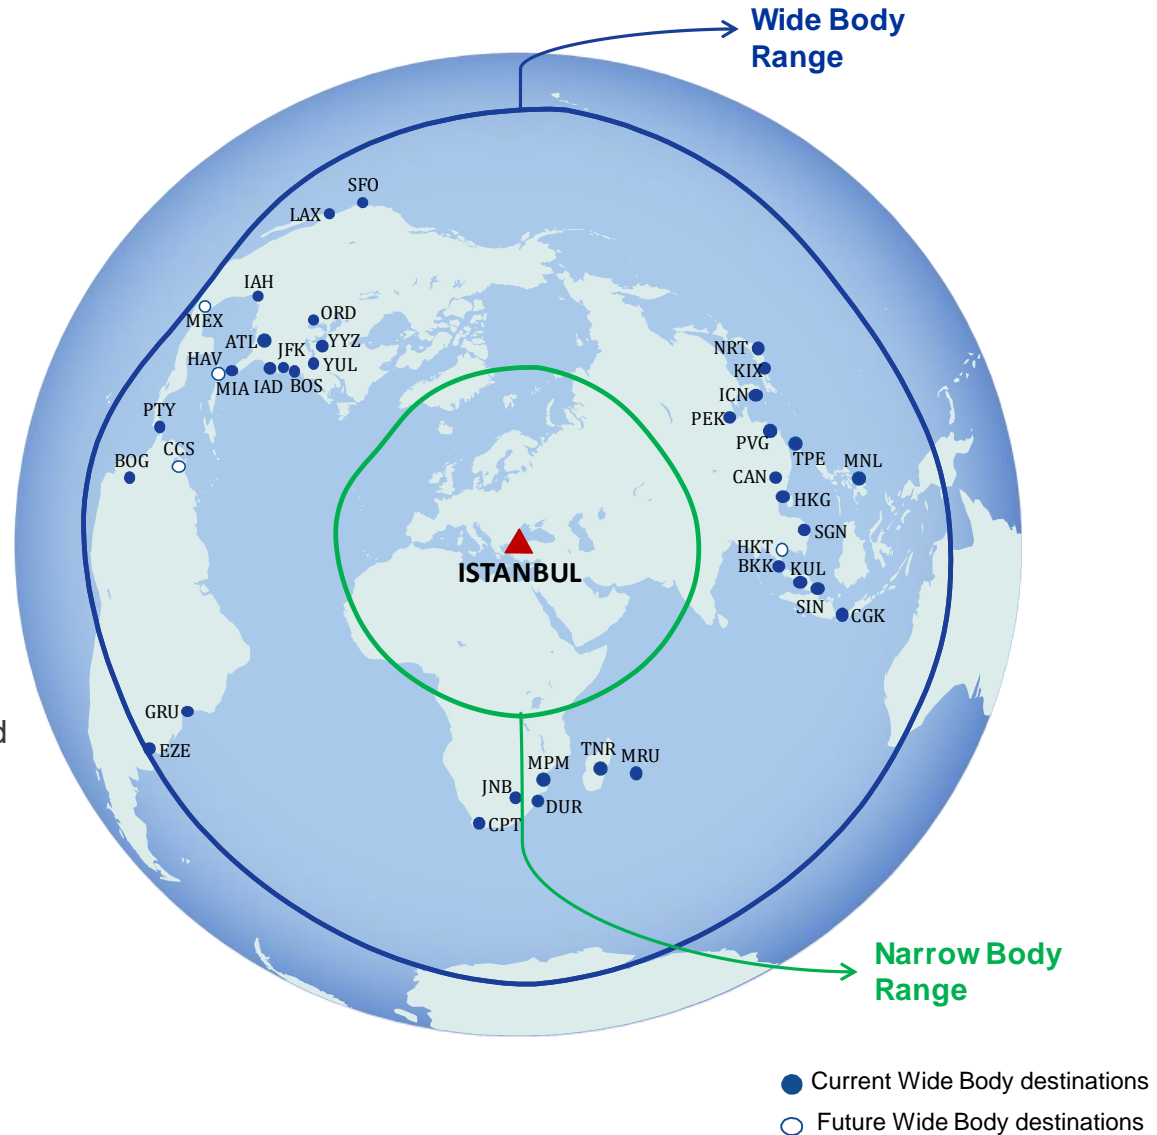 Wide Body
Range
SFO
LAX
IAH
MEX
ORD
ATL
YYZ
JFK
HAV
YUL
MIA
IAD
BOS
PTY
CCS
BOG
NRT
KIX
ICN
PEK
PVG
TPE
MNL
CAN
HKG
SGN
HKT
BKK
KUL
SIN
CGK
ISTANBUL
GRU
d
EZE
TNR
MRU
MPM
JNB
DUR
CPT
Narrow Body
Range
Current Wide Body destinations
Future Wide Body destinations